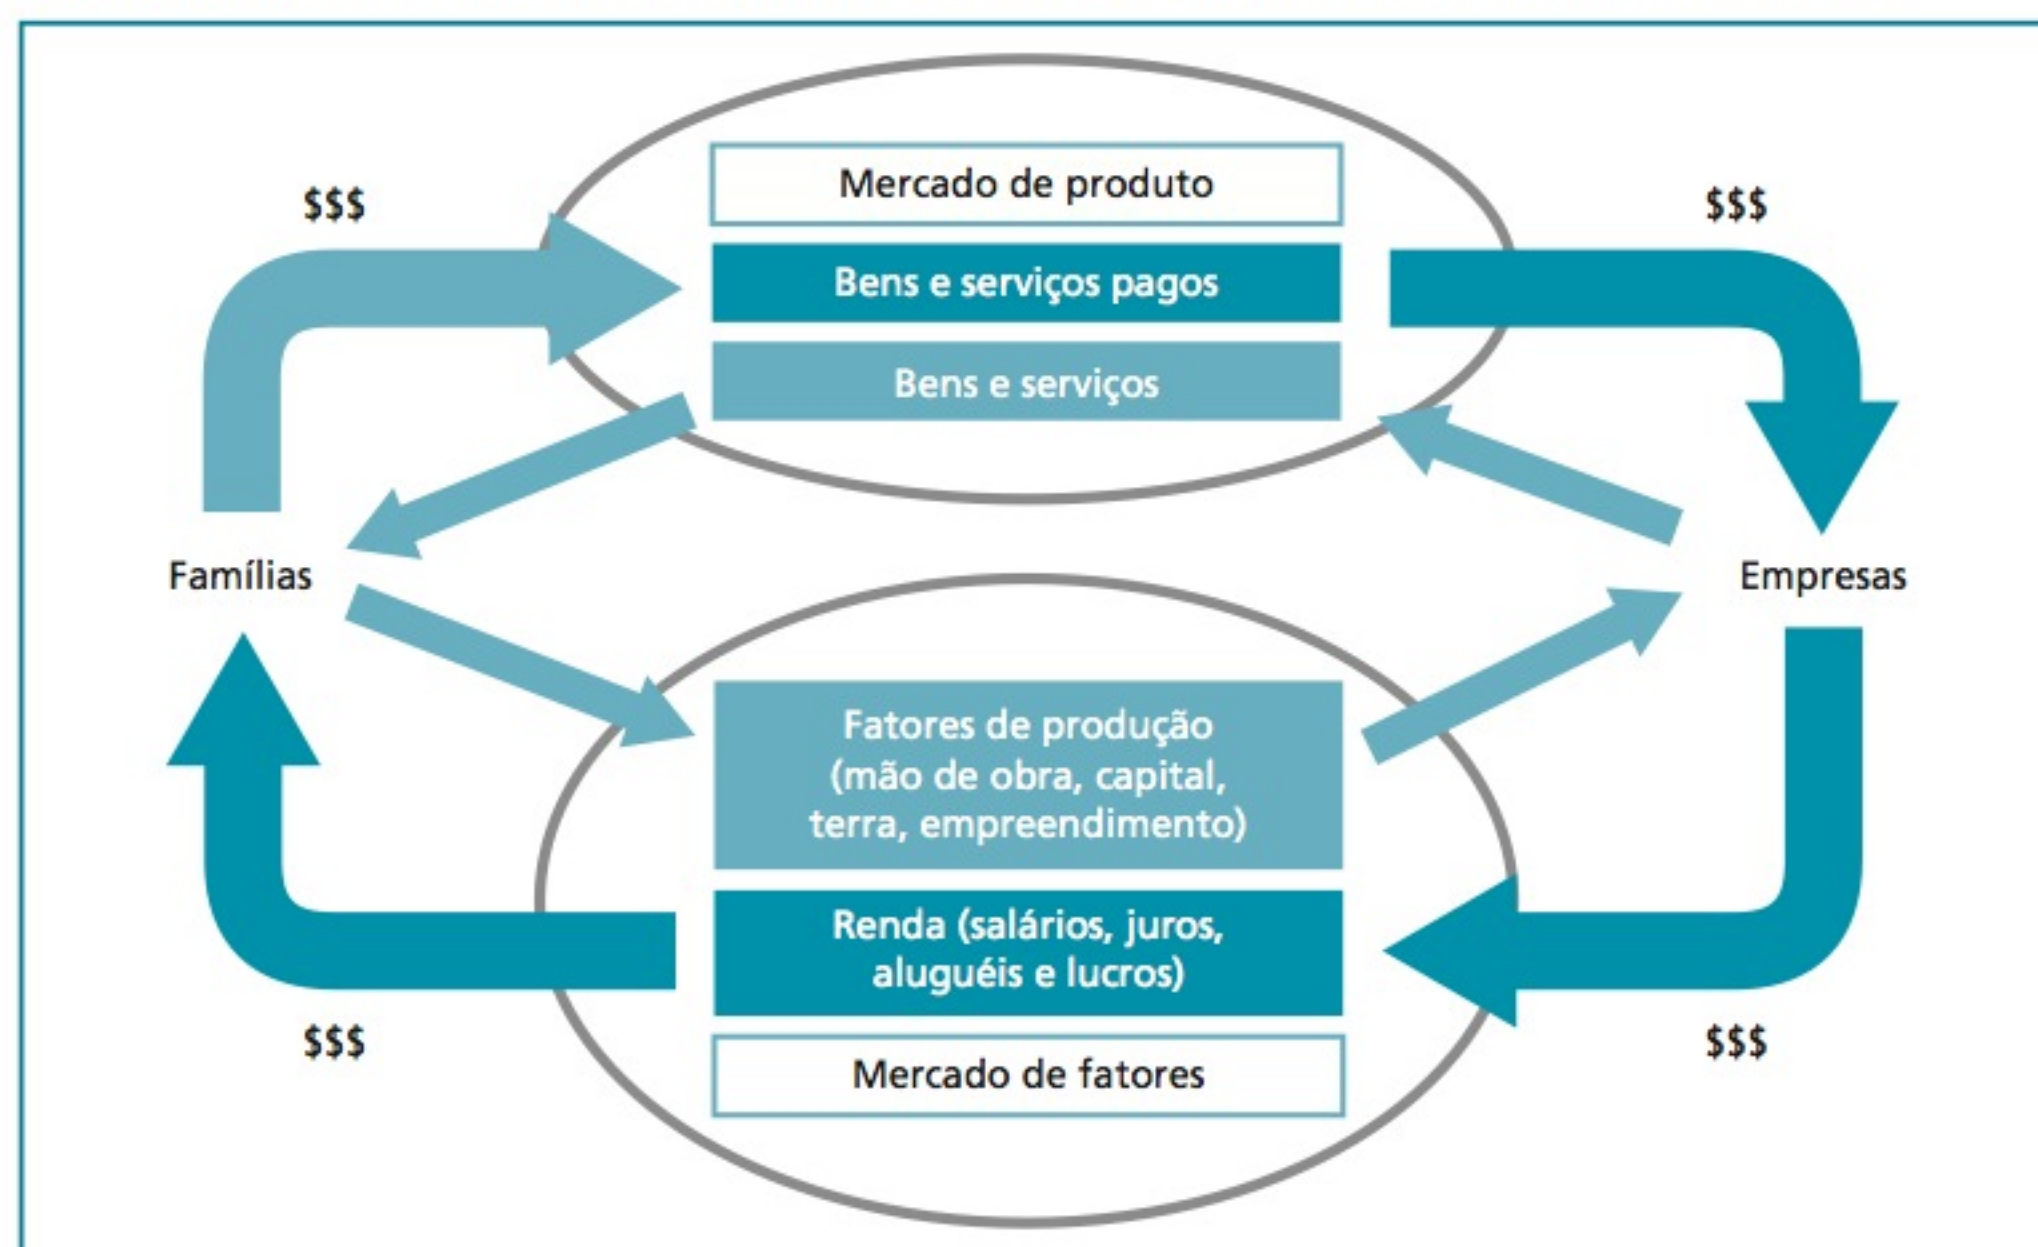 Mercado de produto
$$$
$$$
Bens e serviços pagos
Bens e serviços
Famílias
Empresas
Fatores de produção
(mão de obra, capital,
terra, empreendimento)
Renda (salários, juros,
aluguéis e lucros)
$$$
$$$
Mercado de fatores